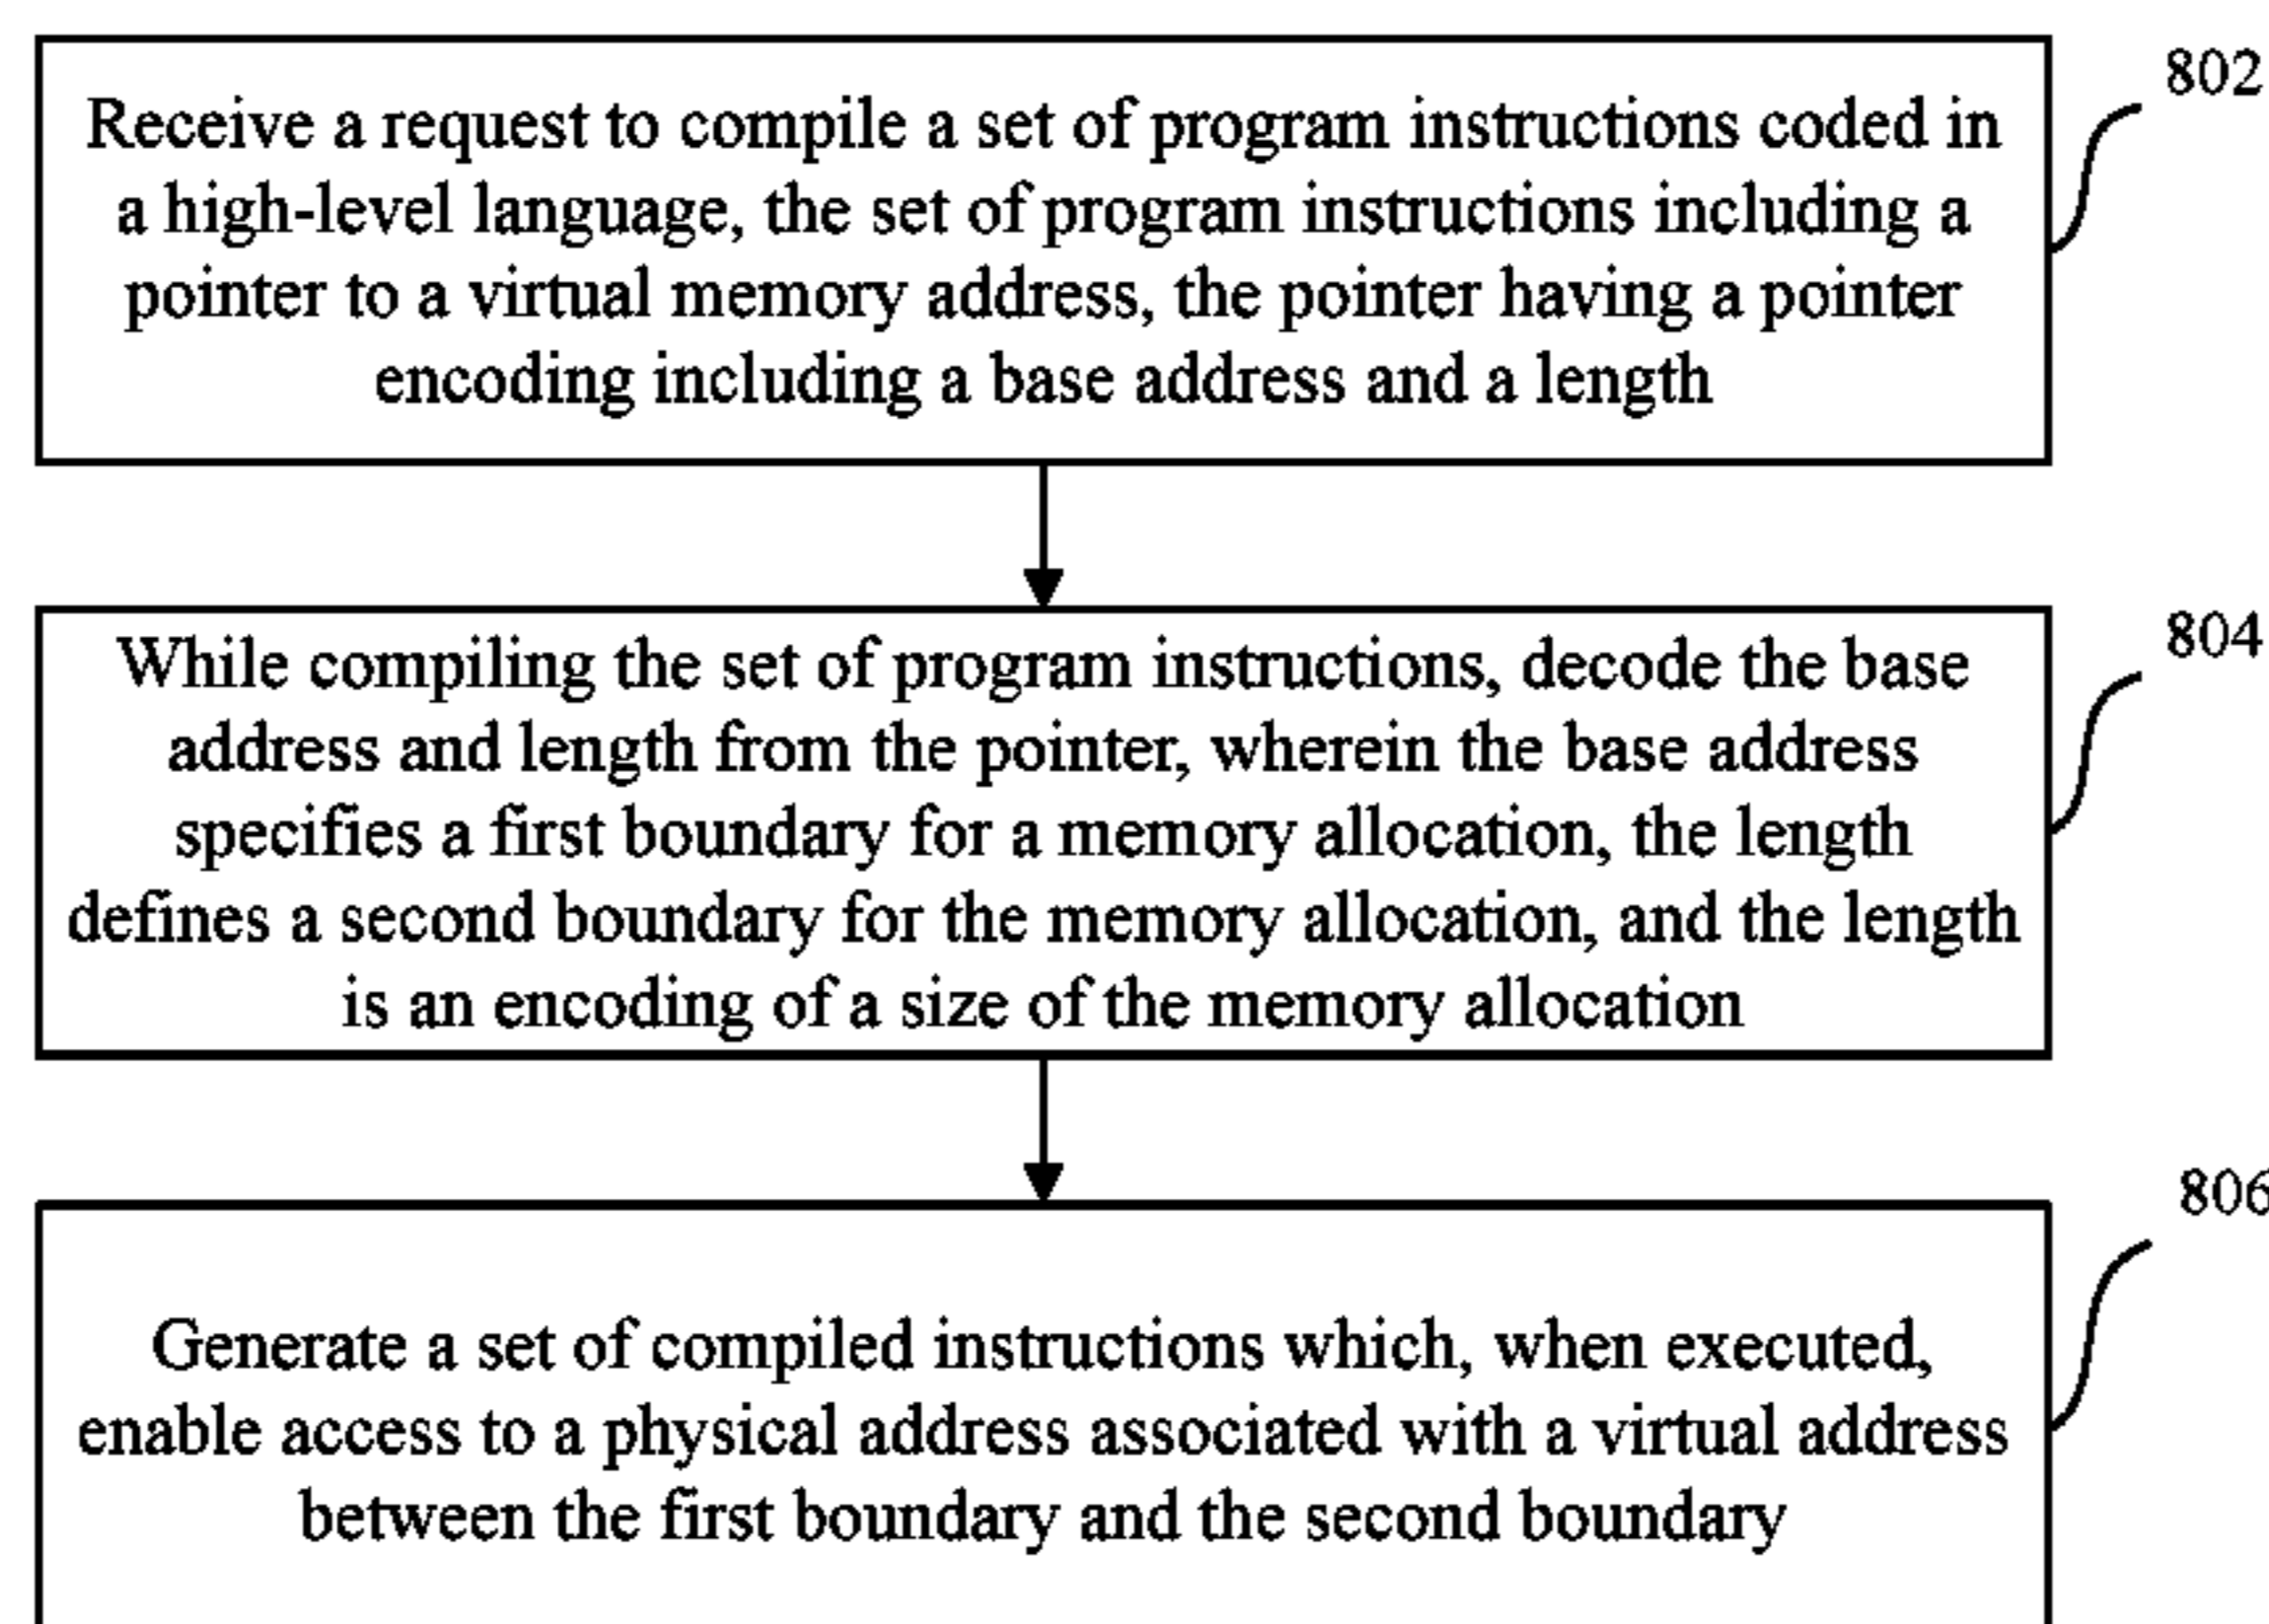 802
Receive a request to compile a set of program instructions coded in
a high-level language, the set of program instructions including a
pointer to a virtual memory address, the pointer having a pointer
encoding including a base address and a length
804
While compiling the set of program instructions, decode the base
address and length from the pointer, wherein the base address
specifies a first boundary for a memory allocation, the length
defines a second boundary for the memory allocation, and the length
is an encoding of a size of the memory allocation
806
Generate a set of compiled instructions which, when executed,
enable access to a physical address associated with a virtual address
between the first boundary and the second boundary